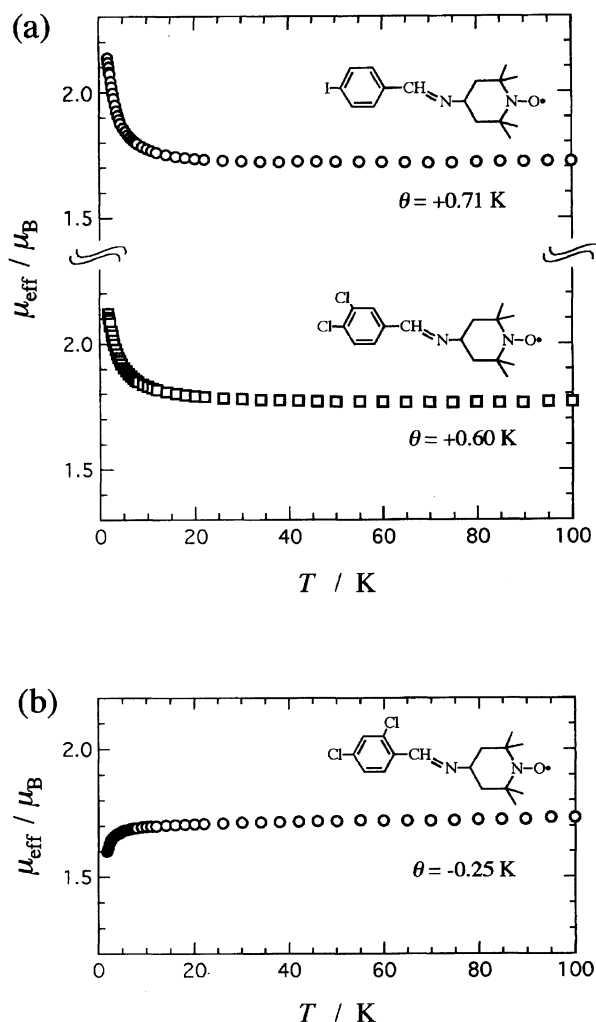 (a)
2.0
1.5
I
CH
N
N–O•
θ = +0.71 K
μeff / μB
2.0
1.5
Cl
Cl
CH
N
N–O•
θ = +0.60 K
0 20 40 60 80 100
T / K
(b)
2.0
1.5
μeff / μB
Cl
Cl
CH
N
N–O•
θ = -0.25 K
0 20 40 60 80 100
T / K